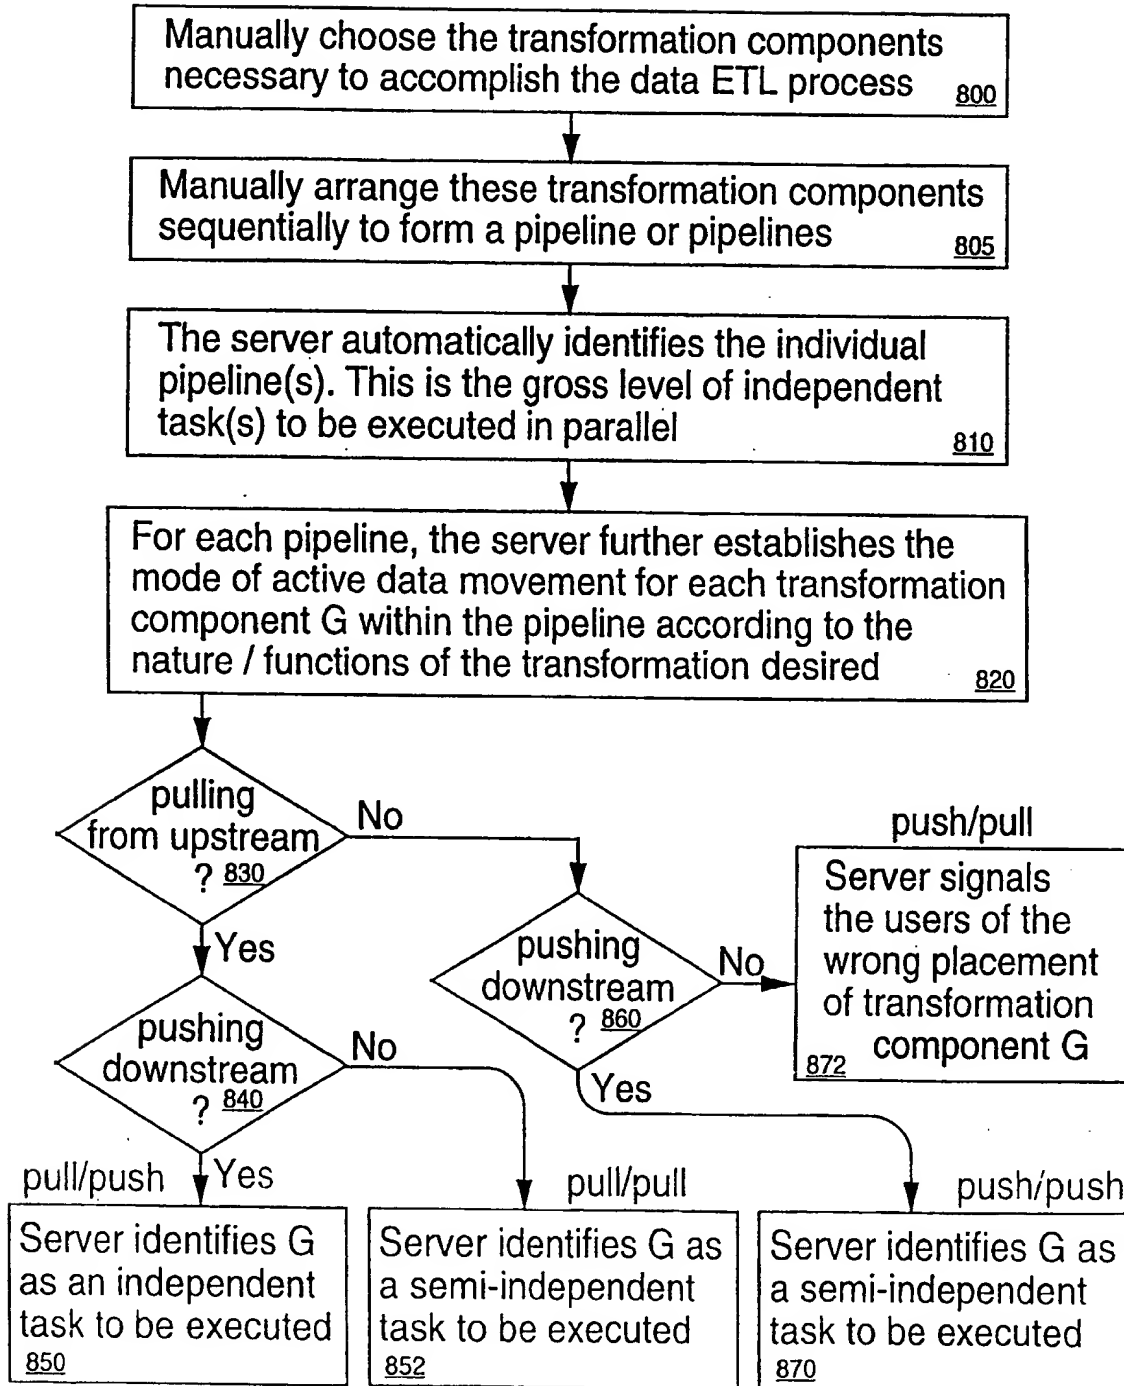 Manually choose the transformation components
necessary to accomplish the data ETL process
800
Manually arrange these transformation components
sequentially to form a pipeline or pipelines
805
The server automatically identifies the individual
pipeline(s). This is the gross level of independent
task(s) to be executed in parallel
810
For each pipeline, the server further establishes the
mode of active data movement for each transformation
component G within the pipeline according to the
nature / functions of the transformation desired
820
pulling
from upstream
? 830
No
Yes
pushing
downstream
? 860
No
Yes
push/pull
Server signals
the users of the
wrong placement
of transformation
component G
872
pushing
downstream
? 840
No
Yes
pull/push
Server identifies G
as an independent
task to be executed
850
pull/pull
Server identifies G as
a semi-independent
task to be executed
852
push/push
Server identifies G as
a semi-independent
task to be executed
870